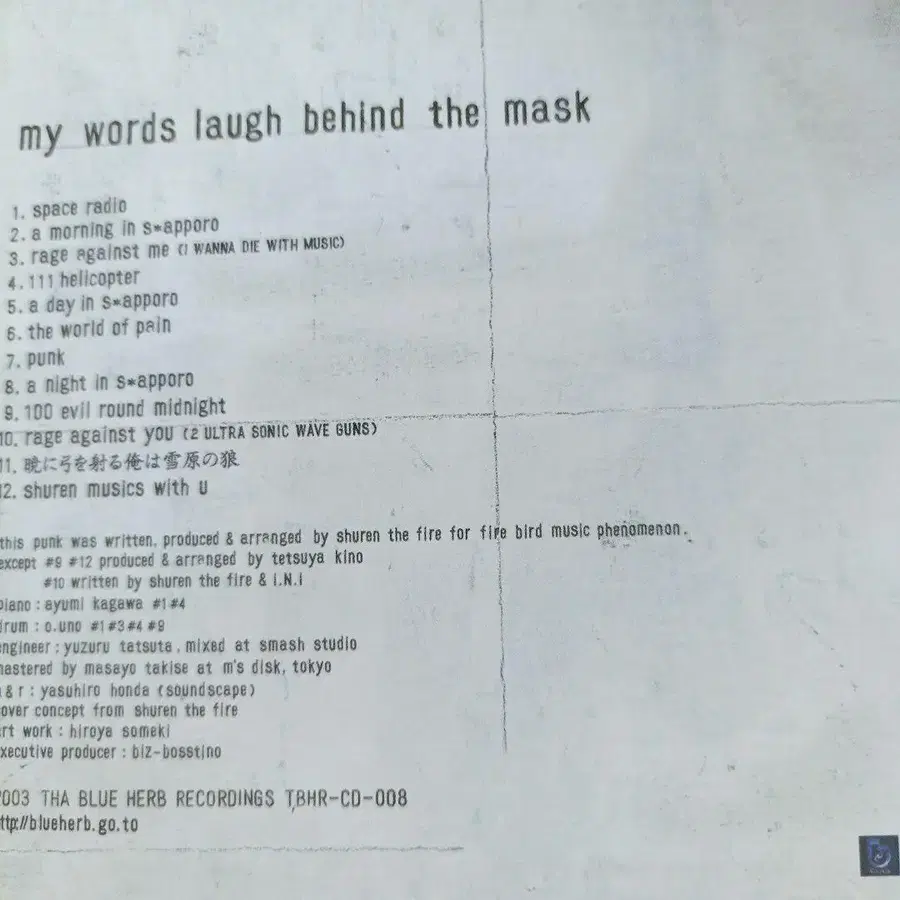 my words laugh behind the mask
1. space radio
2. a morning in s*apporo
3. rage against me (I WANNA DIE WITH MUSIC)
4. 111 helicopter
5. a day in s*apporo
6. the world of pain
7. punk
8. a night in s*apporo
9. 100 evil round midnight
10. rage against you (2 ULTRA SONIC WAVE GUNS)
11. 暁に弓を射る俺は雪原の狼
12. shuren musics with u
this punk was written, produced & arranged by shuren the fire for fire bird music phenomenon.
except #9 #12 produced & arranged by tetsuya kino
#10 written by shuren the fire & i.N.i
piano : ayumi kagawa #1 #4
drum : o.uno #1 #3 #4 #9
engineer : yuzuru tatsuta, mixed at smash studio
mastered by masayo takise at m's disk, tokyo
a & r : yasuhiro honda (soundscape)
cover concept from shuren the fire
art work : hiroya someki
executive producer : biz-bosstino
2003 THA BLUE HERB RECORDINGS TBHR-CD-008
http://blueherb.go.to